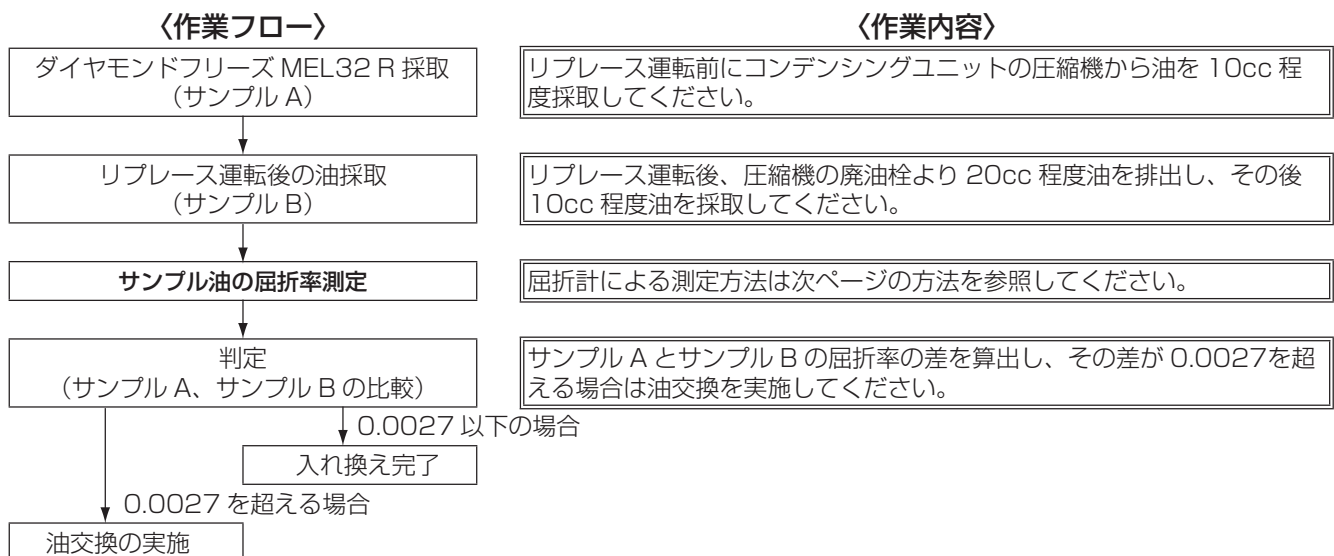 〈作業フロー〉
〈作業内容〉
ダイヤモンドフリーズ MEL32 R 採取
（サンプル A）
リプレース運転前にコンデンシングユニットの圧縮機から油を 10cc 程
度採取してください。
リプレース運転後の油採取
（サンプル B）
リプレース運転後、圧縮機の廃油栓より 20cc 程度油を排出し、その後
10cc 程度油を採取してください。
サンプル油の屈折率測定
屈折計による測定方法は次ページの方法を参照してください。
判定
（サンプル A、サンプル B の比較）
サンプル A とサンプル B の屈折率の差を算出し、その差が 0.0027を超
える場合は油交換を実施してください。
0.0027 以下の場合
入れ換え完了
0.0027 を超える場合
油交換の実施